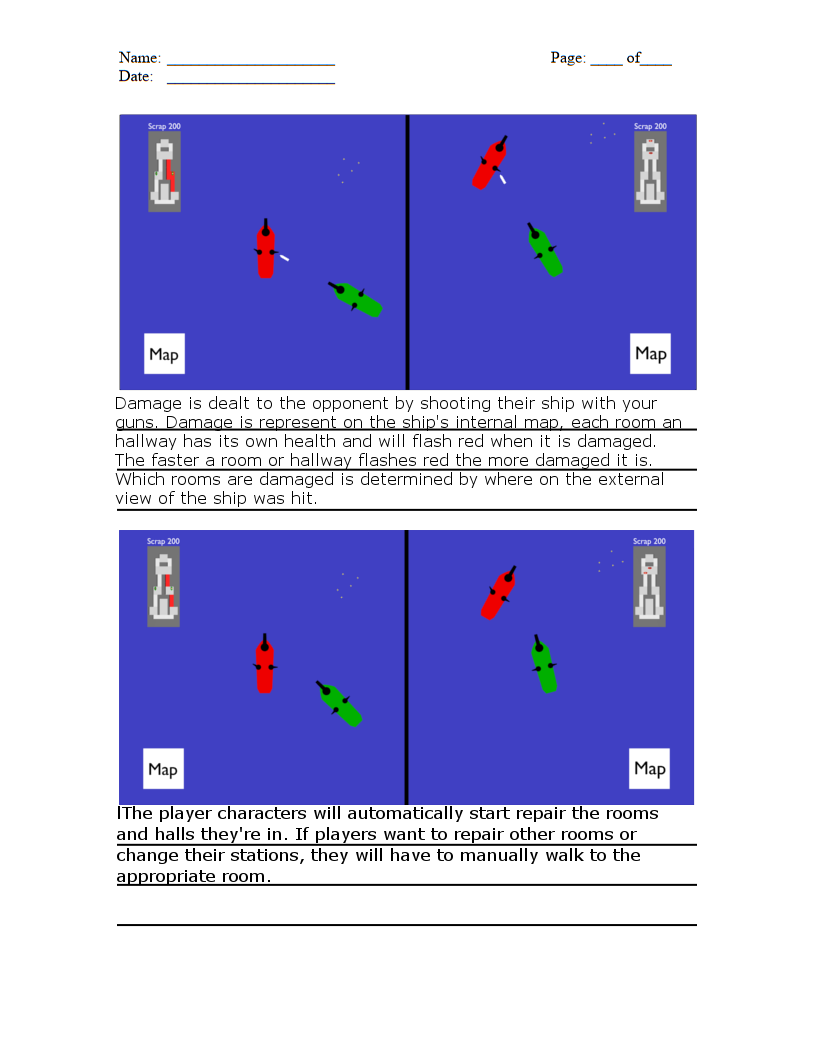 Name: _____________________ Page: ____ of____
Date: _____________________
Scrap 200 Scrap 200
Map Map
Damage is dealt to the opponent by shooting their ship with your
guns. Damage is represent on the ship's internal map, each room an
hallway has its own health and will flash red when it is damaged.
The faster a room or hallway flashes red the more damaged it is.
Which rooms are damaged is determined by where on the external
view of the ship was hit.
Scrap 200 Scrap 200
Map Map
lThe player characters will automatically start repair the rooms
and halls they're in. If players want to repair other rooms or
change their stations, they will have to manually walk to the
appropriate room.